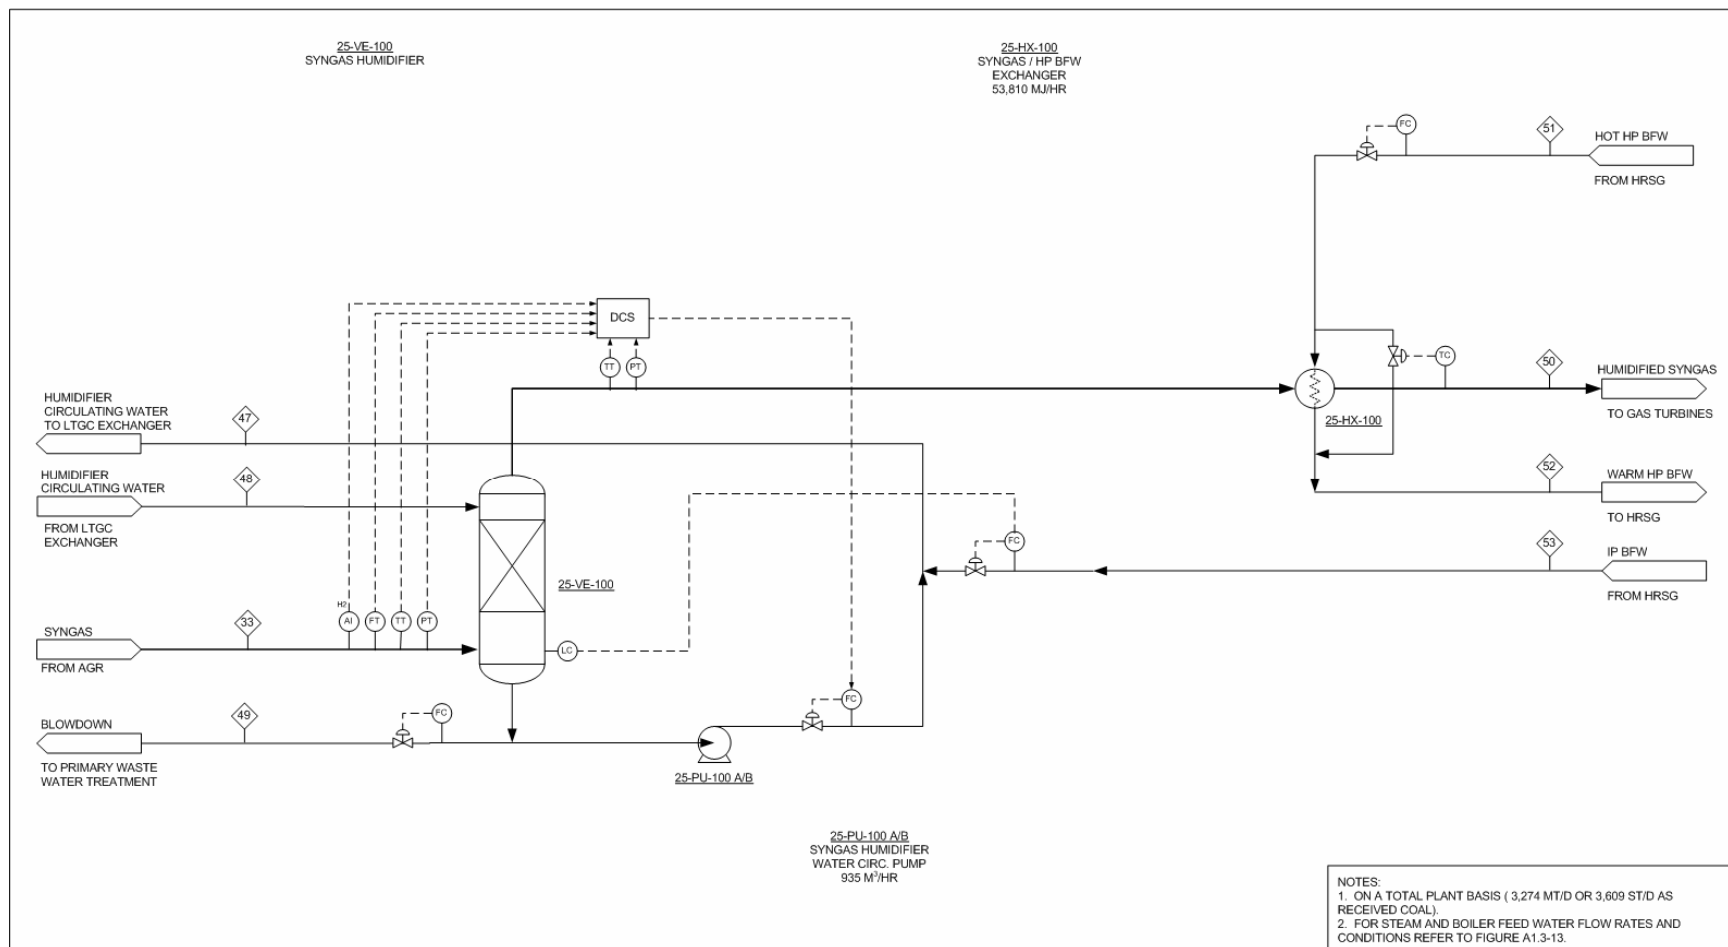 25-VE-100
SYNGAS HUMIDIFIER
25-HX-100
SYNGAS / HP BFW
EXCHANGER
53,810 MJ/HR
FC
51
HOT HP BFW
FROM HRSG
DCS
TT
PT
TC
50
HUMIDIFIED SYNGAS
TO GAS TURBINES
25-HX-100
HUMIDIFIER
CIRCULATING WATER
TO LTGC EXCHANGER
47
HUMIDIFIER
CIRCULATING WATER
48
FROM LTGC
EXCHANGER
52
WARM HP BFW
TO HRSG
FC
53
IP BFW
FROM HRSG
25-VE-100
H2
AI
FT
TT
PT
SYNGAS
33
FROM AGR
LC
BLOWDOWN
49
FC
FC
TO PRIMARY WASTE
WATER TREATMENT
25-PU-100 A/B
25-PU-100 A/B
SYNGAS HUMIDIFIER
WATER CIRC. PUMP
935 M³/HR
NOTES:
1. ON A TOTAL PLANT BASIS ( 3,274 MT/D OR 3,609 ST/D AS
RECEIVED COAL).
2. FOR STEAM AND BOILER FEED WATER FLOW RATES AND
CONDITIONS REFER TO FIGURE A1.3-13.